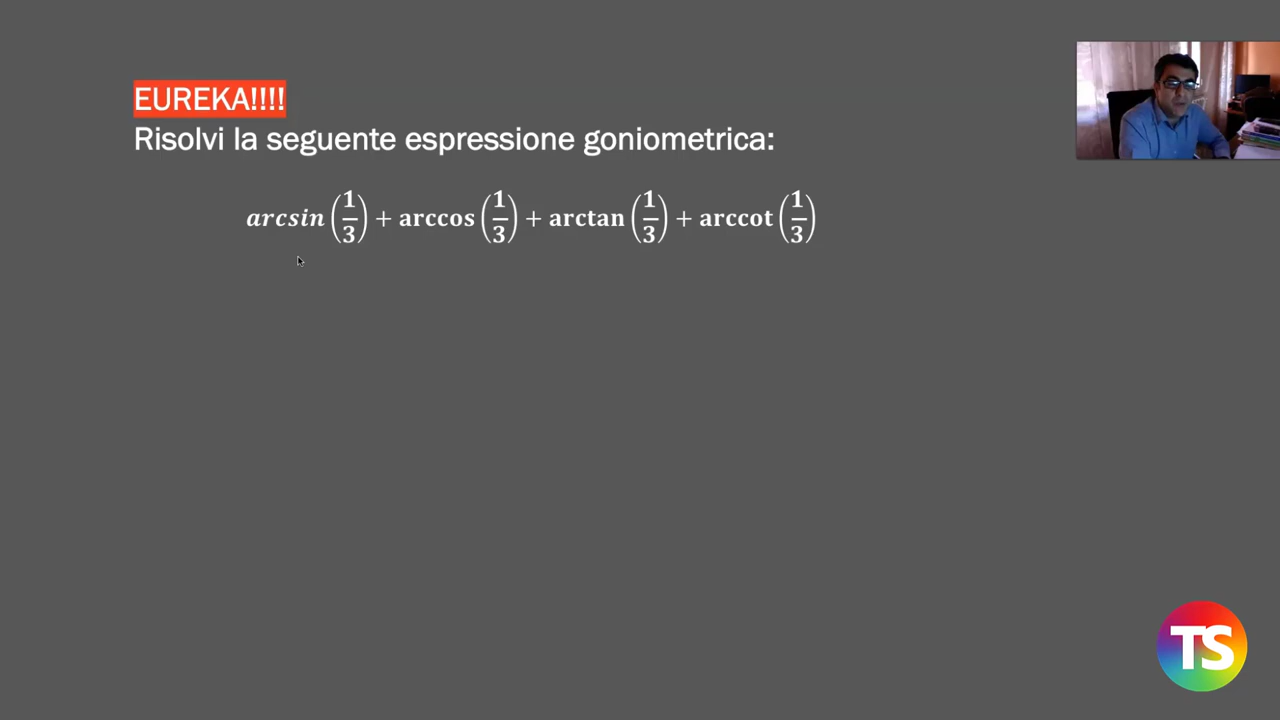 EUREKA!!!!
Risolvi la seguente espressione goniometrica:
arcsin(1/3) + arccos(1/3) + arctan(1/3) + arccot(1/3)
TS